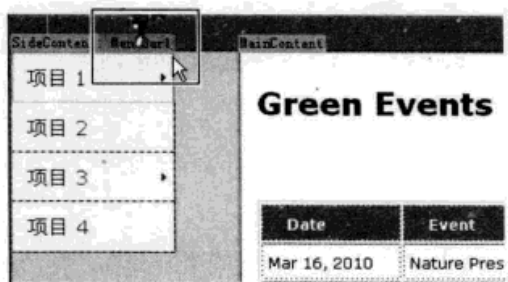 SideConten MenuBar1
MainContent
项目 1
项目 2
项目 3
项目 4
Green Events
Date Event
Mar 16, 2010 Nature Pres